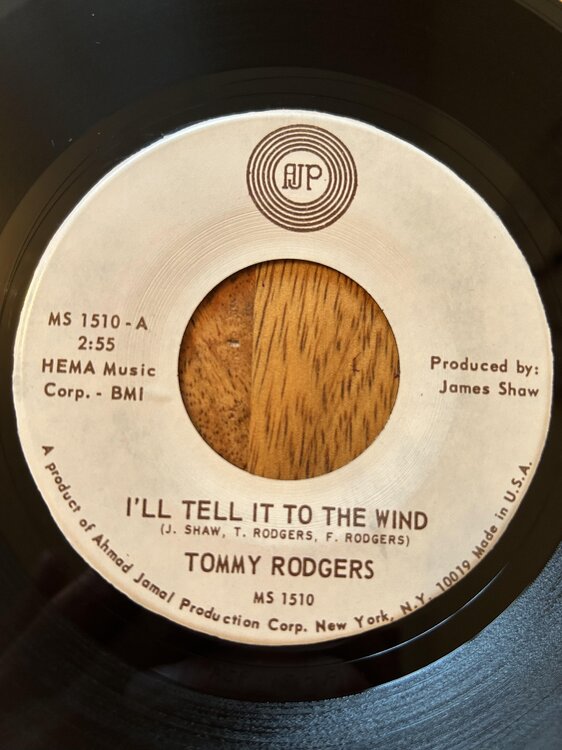 AJP
MS 1510-A
2:55
HEMA Music
Corp. - BMI
Produced by:
James Shaw
I'LL TELL IT TO THE WIND
(J. SHAW, T. RODGERS, F. RODGERS)
TOMMY RODGERS
MS 1510
A product of Ahmad Jamal Production Corp. New York, N.Y. 10019 Made in U.S.A.